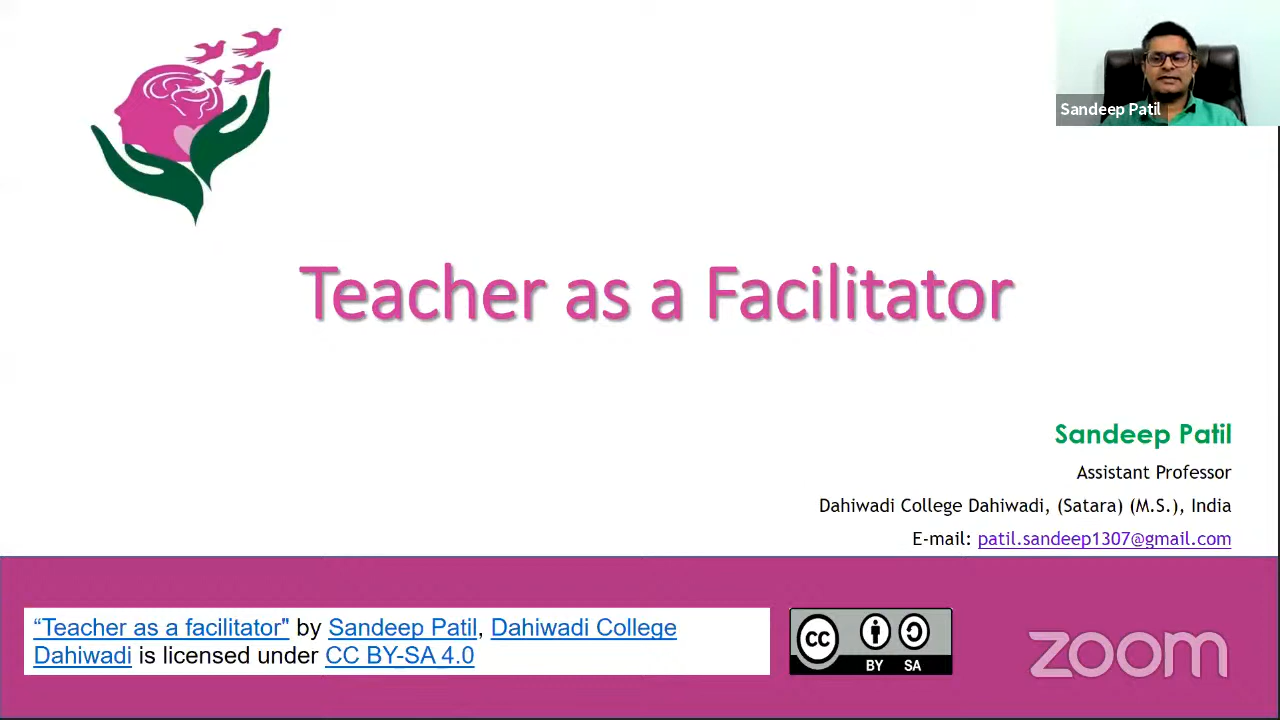 Sandeep Patil
Teacher as a Facilitator
Sandeep Patil
Assistant Professor
Dahiwadi College Dahiwadi, (Satara) (M.S.), India
E-mail: patil.sandeep1307@gmail.com
“Teacher as a facilitator" by Sandeep Patil, Dahiwadi College
Dahiwadi is licensed under CC BY-SA 4.0
cc
BY SA
zoom